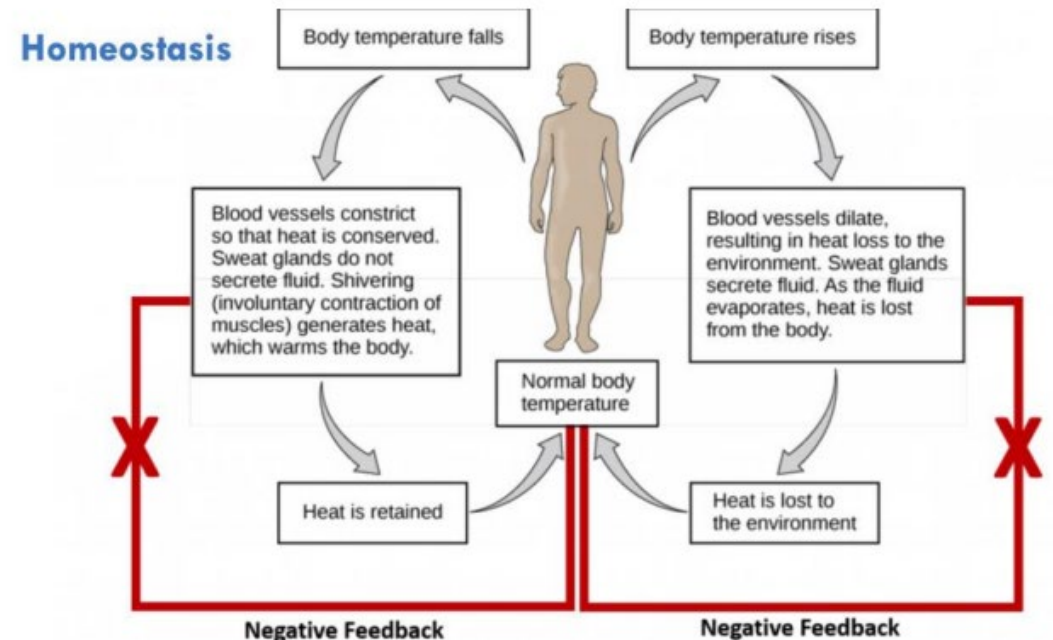 Homeostasis
Body temperature falls
Body temperature rises
Blood vessels constrict
so that heat is conserved.
Sweat glands do not
secrete fluid. Shivering
(involuntary contraction of
muscles) generates heat,
which warms the body.
Blood vessels dilate,
resulting in heat loss to the
environment. Sweat glands
secrete fluid. As the fluid
evaporates, heat is lost
from the body.
Normal body
temperature
X
X
Heat is retained
Heat is lost to
the environment
Negative Feedback
Negative Feedback